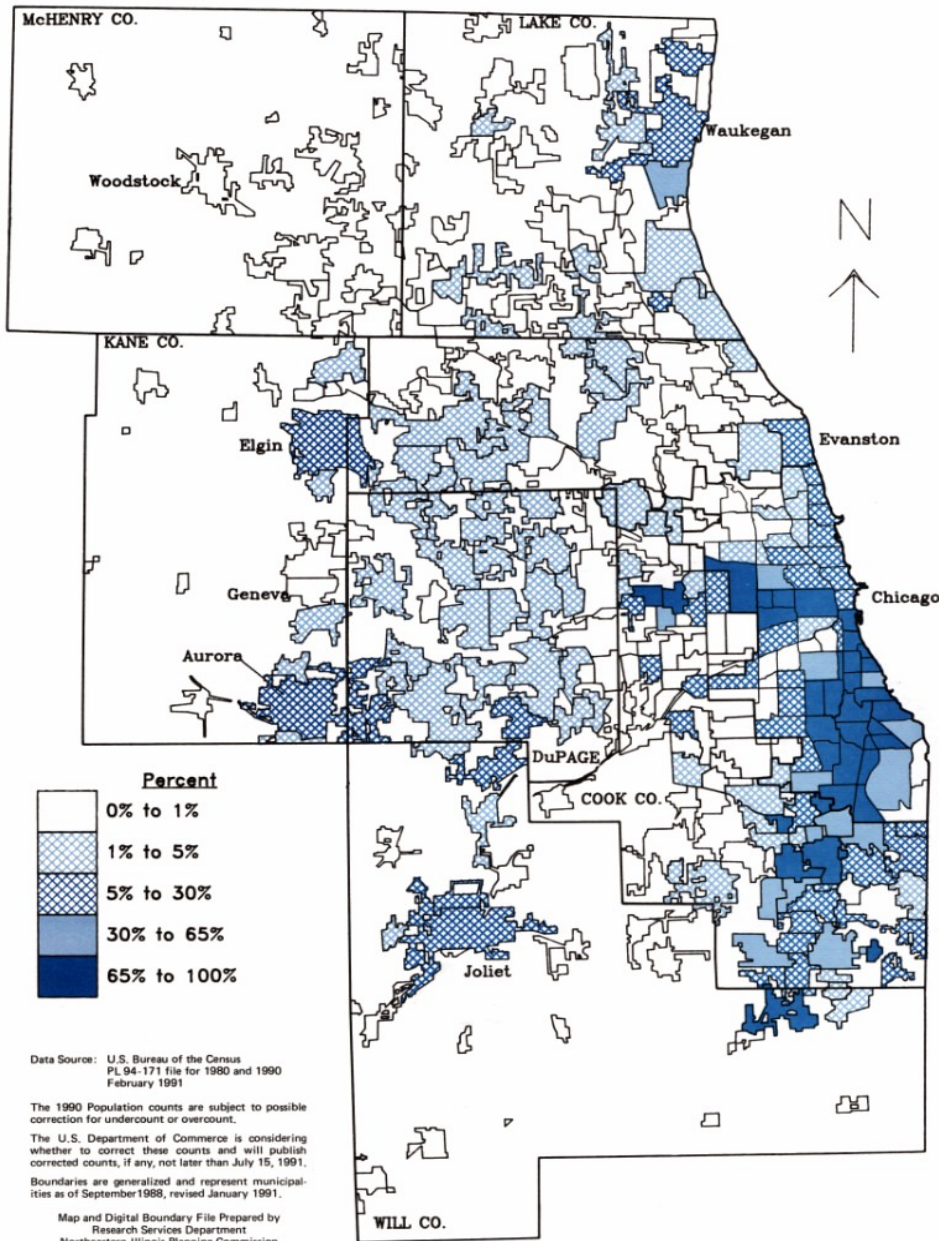 McHENRY CO.
LAKE CO.
Waukegan
Woodstock
N
KANE CO.
Elgin
Evanston
Geneva
Chicago
Aurora
DuPAGE
COOK CO.
Percent
0% to 1%
1% to 5%
5% to 30%
30% to 65%
65% to 100%
Joliet
Data Source: U.S. Bureau of the Census
PL 94-171 file for 1980 and 1990
February 1991
The 1990 Population counts are subject to possible
correction for undercount or overcount.
The U.S. Department of Commerce is considering
whether to correct these counts and will publish
corrected counts, if any, not later than July 15, 1991.
Boundaries are generalized and represent municipal-
ities as of September1988, revised January 1991.
Map and Digital Boundary File Prepared by
Research Services Department
Northeastern Illinois Planning Commission
WILL CO.